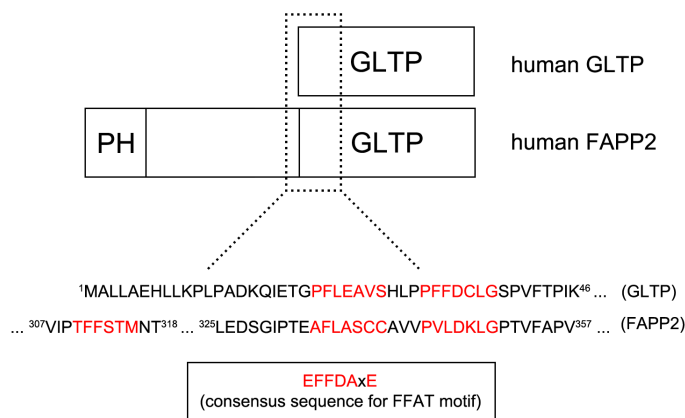 GLTP human GLTP
PH GLTP human FAPP2
¹MALLAEHLLKPLPADKQIETGPFLEAVSHLPPFFDCLGSPVFTPIK⁴⁶ ... (GLTP)
... ³⁰⁷VIPTFFSTMNT³¹⁸ ... ³²⁵LEDSGIPTEAFLASCCAVVPVLDKLGPTVFAPV³⁵⁷ ... (FAPP2)
EFFDAxE
(consensus sequence for FFAT motif)